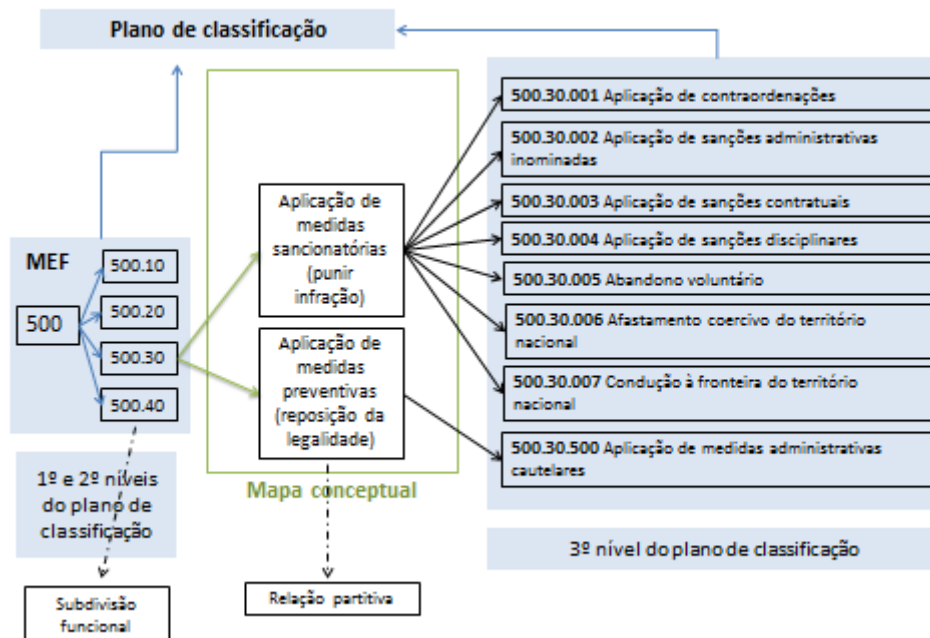 Plano de classificação
MEF
500
500.10
500.20
500.30
500.40
1º e 2º níveis
do plano de
classificação
Subdivisão
funcional
Aplicação de
medidas
sancionatórias
(punir
infração)
Aplicação de
medidas
preventivas
(reposição da
legalidade)
Mapa conceptual
Relação partitiva
500.30.001 Aplicação de contraordenações
500.30.002 Aplicação de sanções administrativas
inominadas
500.30.003 Aplicação de sanções contratuais
500.30.004 Aplicação de sanções disciplinares
500.30.005 Abandono voluntário
500.30.006 Afastamento coercivo do território
nacional
500.30.007 Condução à fronteira do território
nacional
500.30.500 Aplicação de medidas administrativas
cautelares
3º nível do plano de classificação